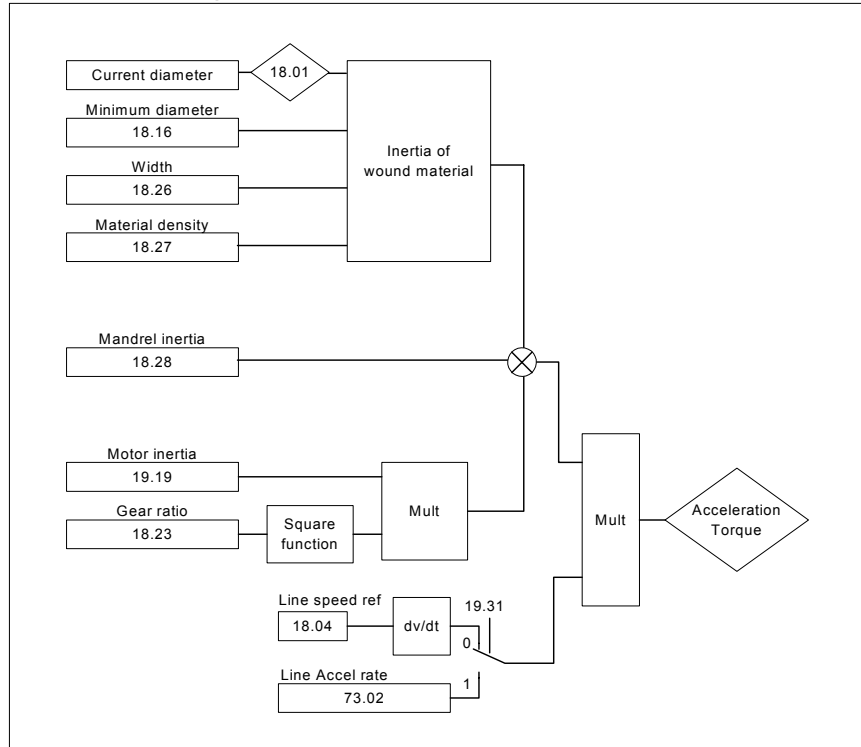 Current diameter
18.01
Minimum diameter
18.16
Width
18.26
Material density
18.27
Inertia of
wound material
Mandrel inertia
18.28
Motor inertia
19.19
Gear ratio
18.23
Square
function
Mult
Mult
Acceleration
Torque
Line speed ref
18.04
dv/dt
19.31
0
Line Accel rate
73.02
1